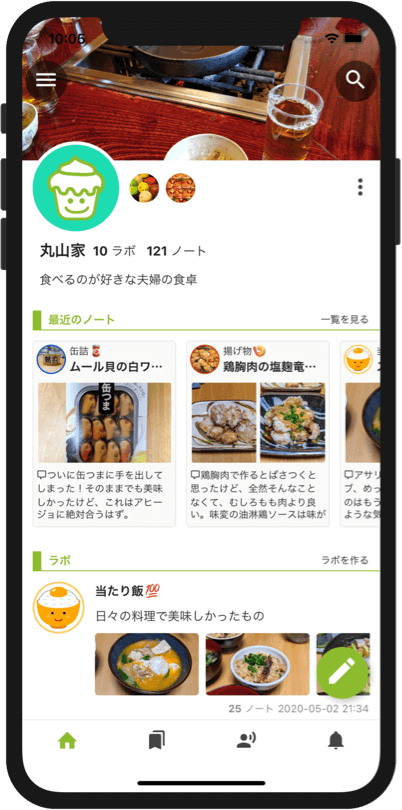 10:06
丸山家 10 ラボ 121 ノート
食べるのが好きな夫婦の食卓
最近のノート 一覧を見る
缶詰🥫
ムール貝の白ワ…
缶つま
ついに缶つまに手を出して
しまった！そのままでも美味
しかったけど、これはアヒー
ジョに絶対合うはず。
揚げ物🍤
鶏胸肉の塩麹竜…
鶏胸肉で作るとぱさつくと
思ったけど、全然そんなこと
なくて、むしろもも肉より良
い。味変の油淋鶏ソースは味が
アサリ
ブ、めっ
のはもう
ような気
ラボ ラボを作る
当たり飯💯
日々の料理で美味しかったもの
25 ノート 2020-05-02 21:34